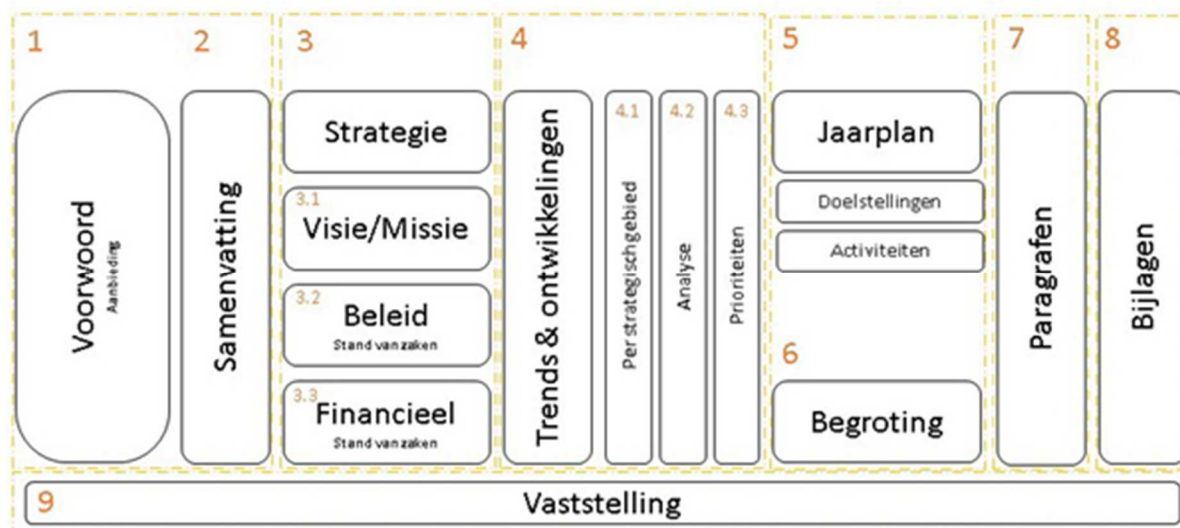 1
Voorwoord
Aanbieding
2
Samenvatting
3
Strategie
3.1
Visie/Missie
3.2
Beleid
Stand van zaken
3.3
Financieel
Stand van zaken
4
Trends & ontwikkelingen
4.1
Per strategisch gebied
4.2
Analyse
4.3
Prioriteiten
5
Jaarplan
Doelstellingen
Activiteiten
6
Begroting
7
Paragrafen
8
Bijlagen
9
Vaststelling